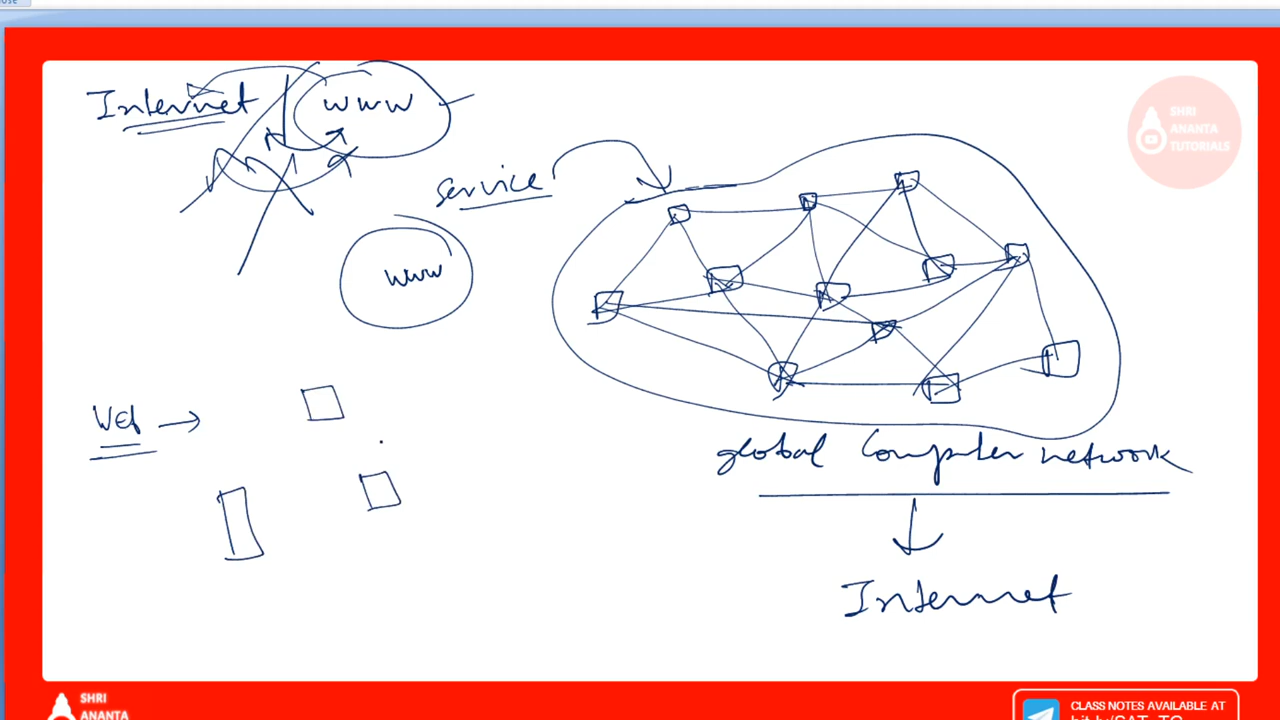 Internet
www
SHRI
ANANTA
TUTORIALS
service
www
Web
global Computer network
Internet
SHRI
ANANTA
CLASS NOTES AVAILABLE AT